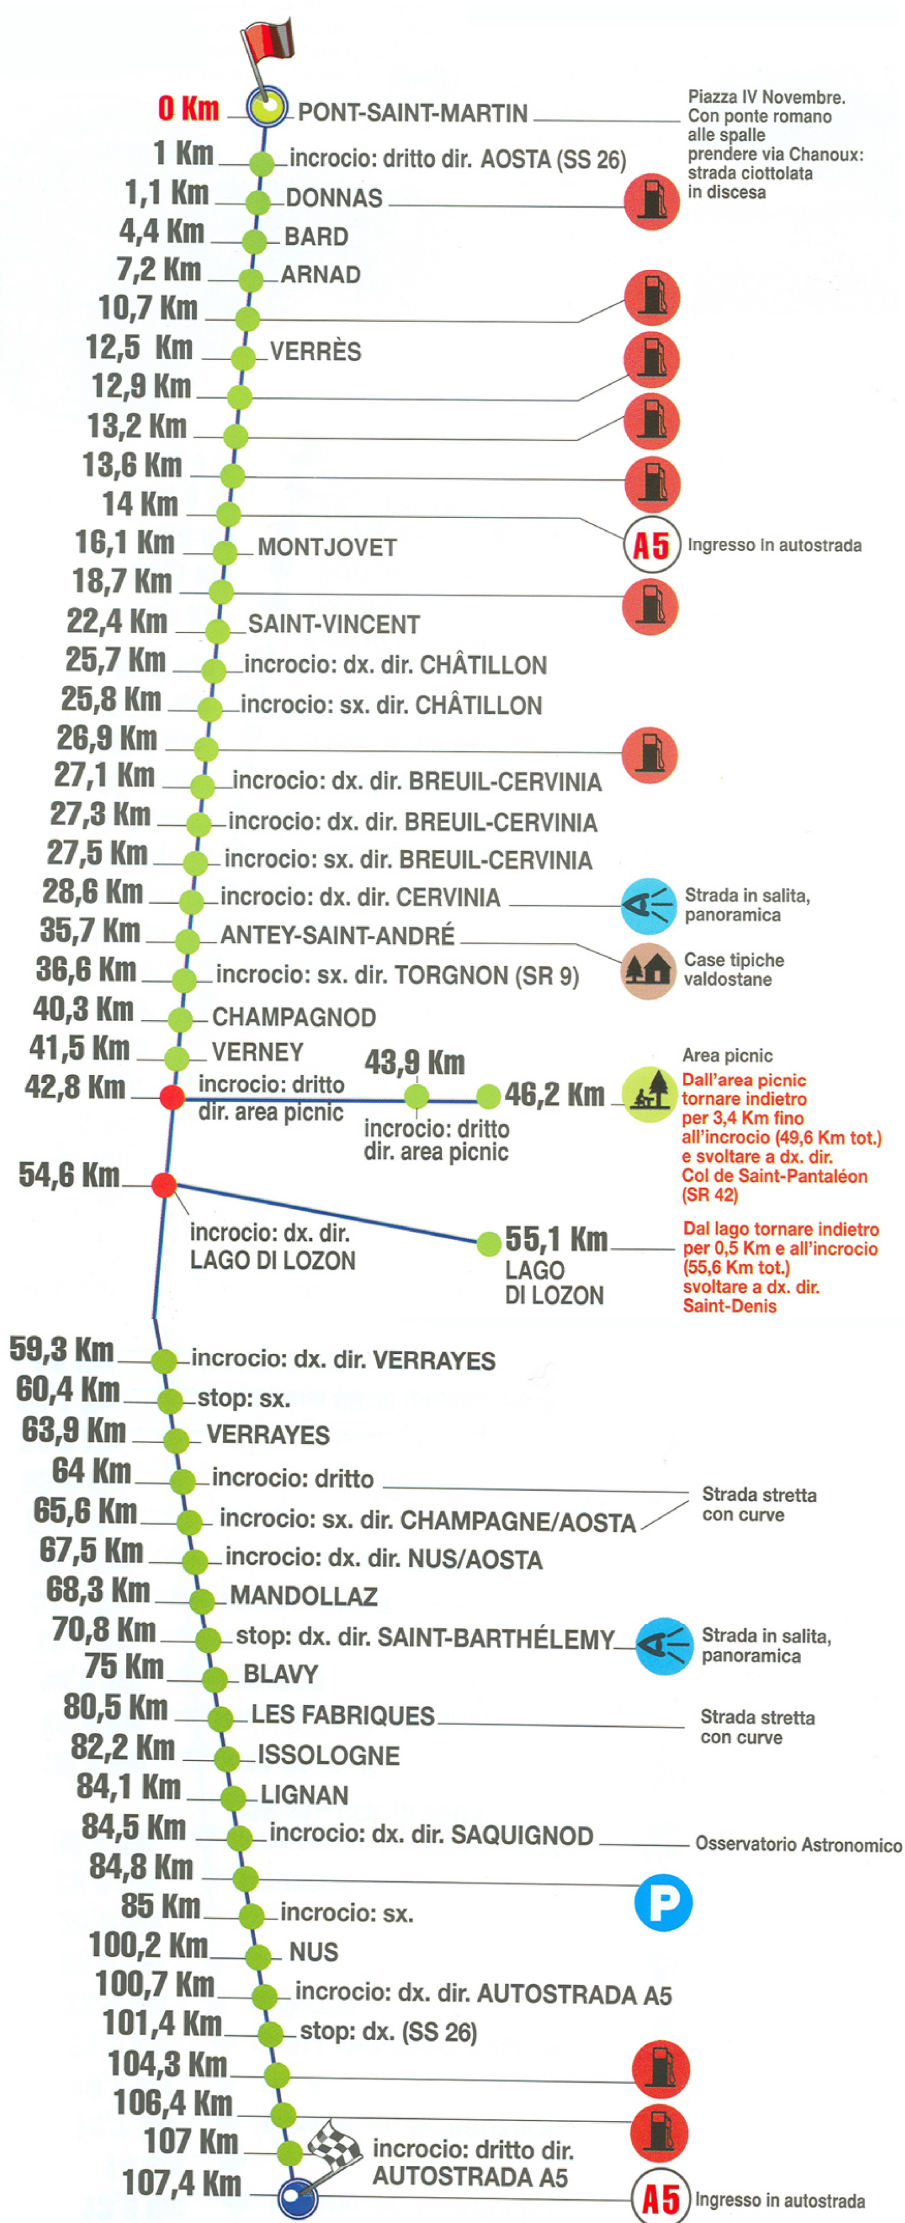 0 Km PONT-SAINT-MARTIN
Piazza IV Novembre.
Con ponte romano
alle spalle
prendere via Chanoux:
strada ciottolata
in discesa
1 Km incrocio: dritto dir. AOSTA (SS 26)
1,1 Km DONNAS
4,4 Km BARD
7,2 Km ARNAD
10,7 Km
12,5 Km VERRÈS
12,9 Km
13,2 Km
13,6 Km
14 Km
A5 Ingresso in autostrada
16,1 Km MONTJOVET
18,7 Km
22,4 Km SAINT-VINCENT
25,7 Km incrocio: dx. dir. CHÂTILLON
25,8 Km incrocio: sx. dir. CHÂTILLON
26,9 Km
27,1 Km incrocio: dx. dir. BREUIL-CERVINIA
27,3 Km incrocio: dx. dir. BREUIL-CERVINIA
27,5 Km incrocio: sx. dir. BREUIL-CERVINIA
28,6 Km incrocio: dx. dir. CERVINIA
Strada in salita,
panoramica
35,7 Km ANTEY-SAINT-ANDRÉ
Case tipiche
valdostane
36,6 Km incrocio: sx. dir. TORGNON (SR 9)
40,3 Km CHAMPAGNOD
41,5 Km VERNEY
42,8 Km incrocio: dritto
dir. area picnic
43,9 Km
incrocio: dritto
dir. area picnic
46,2 Km
Area picnic
Dall'area picnic
tornare indietro
per 3,4 Km fino
all'incrocio (49,6 Km tot.)
e svoltare a dx. dir.
Col de Saint-Pantaléon
(SR 42)
54,6 Km
incrocio: dx. dir.
LAGO DI LOZON
55,1 Km
LAGO
DI LOZON
Dal lago tornare indietro
per 0,5 Km e all'incrocio
(55,6 Km tot.)
svoltare a dx. dir.
Saint-Denis
59,3 Km incrocio: dx. dir. VERRAYES
60,4 Km stop: sx.
63,9 Km VERRAYES
64 Km incrocio: dritto
Strada stretta
con curve
65,6 Km incrocio: sx. dir. CHAMPAGNE/AOSTA
67,5 Km incrocio: dx. dir. NUS/AOSTA
68,3 Km MANDOLLAZ
70,8 Km stop: dx. dir. SAINT-BARTHÉLEMY
Strada in salita,
panoramica
75 Km BLAVY
80,5 Km LES FABRIQUES
Strada stretta
con curve
82,2 Km ISSOLOGNE
84,1 Km LIGNAN
84,5 Km incrocio: dx. dir. SAQUIGNOD Osservatorio Astronomico
84,8 Km
P
85 Km incrocio: sx.
100,2 Km NUS
100,7 Km incrocio: dx. dir. AUTOSTRADA A5
101,4 Km stop: dx. (SS 26)
104,3 Km
106,4 Km
107 Km incrocio: dritto dir.
AUTOSTRADA A5
107,4 Km A5 Ingresso in autostrada